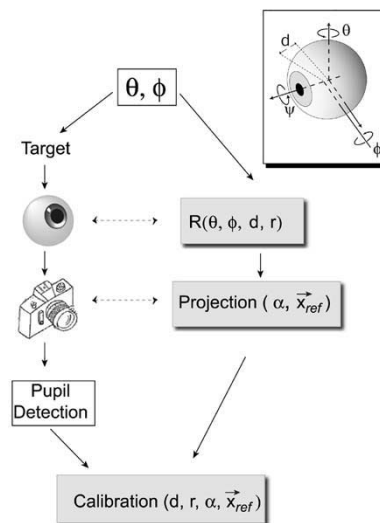 d
θ
ψ
ϕ
θ, ϕ
Target
R(θ, ϕ, d, r)
Projection ( α, x⃗ref )
Pupil
Detection
Calibration (d, r, α, x⃗ref )